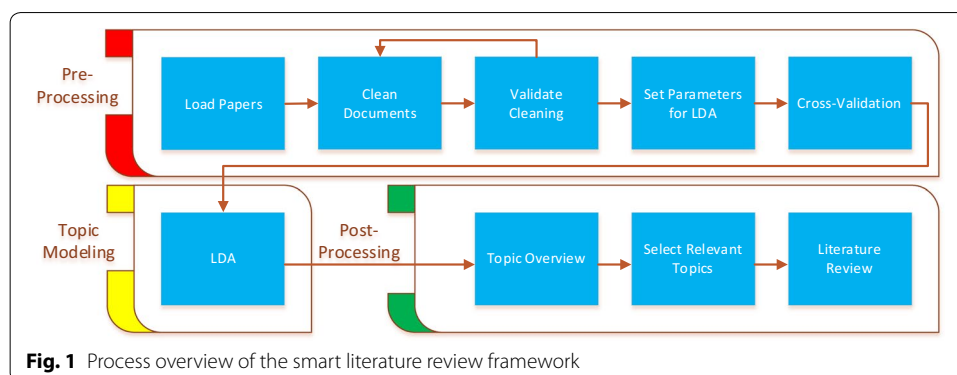 Pre-
Processing
Load Papers
Clean
Documents
Validate
Cleaning
Set Parameters
for LDA
Cross-Validation
Topic
Modeling
LDA
Post-
Processing
Topic Overview
Select Relevant
Topics
Literature
Review
Fig. 1 Process overview of the smart literature review framework